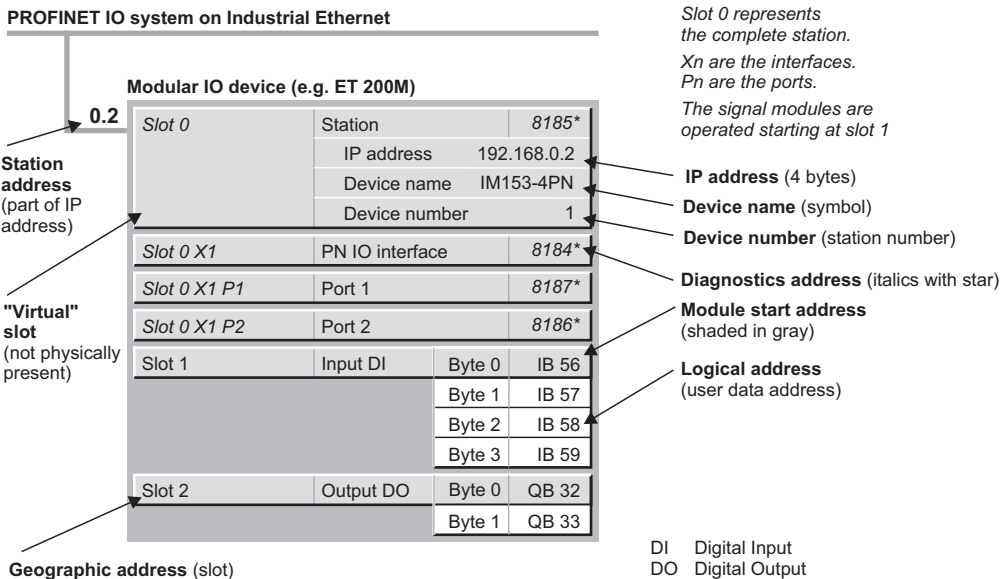 PROFINET IO system on Industrial Ethernet
Slot 0 represents
the complete station.
Xn are the interfaces.
Pn are the ports.
The signal modules are
operated starting at slot 1
Modular IO device (e.g. ET 200M)
0.2
Slot 0 Station 8185*
IP address 192.168.0.2
Device name IM153-4PN
Device number 1
Slot 0 X1 PN IO interface 8184*
Slot 0 X1 P1 Port 1 8187*
Slot 0 X1 P2 Port 2 8186*
Slot 1 Input DI Byte 0 IB 56
Byte 1 IB 57
Byte 2 IB 58
Byte 3 IB 59
Slot 2 Output DO Byte 0 QB 32
Byte 1 QB 33
Station
address
(part of IP
address)
"Virtual"
slot
(not physically
present)
Geographic address (slot)
IP address (4 bytes)
Device name (symbol)
Device number (station number)
Diagnostics address (italics with star)
Module start address
(shaded in gray)
Logical address
(user data address)
DI Digital Input
DO Digital Output